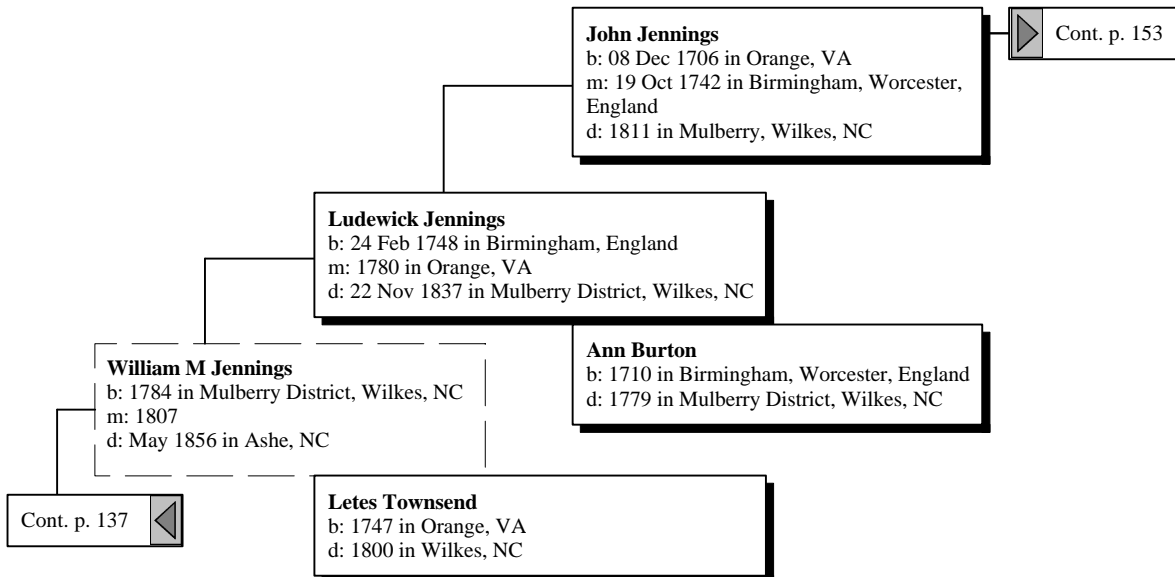 John Jennings
b: 08 Dec 1706 in Orange, VA
m: 19 Oct 1742 in Birmingham, Worcester,
England
d: 1811 in Mulberry, Wilkes, NC
Cont. p. 153
Ludewick Jennings
b: 24 Feb 1748 in Birmingham, England
m: 1780 in Orange, VA
d: 22 Nov 1837 in Mulberry District, Wilkes, NC
Ann Burton
b: 1710 in Birmingham, Worcester, England
d: 1779 in Mulberry District, Wilkes, NC
William M Jennings
b: 1784 in Mulberry District, Wilkes, NC
m: 1807
d: May 1856 in Ashe, NC
Cont. p. 137
Letes Townsend
b: 1747 in Orange, VA
d: 1800 in Wilkes, NC